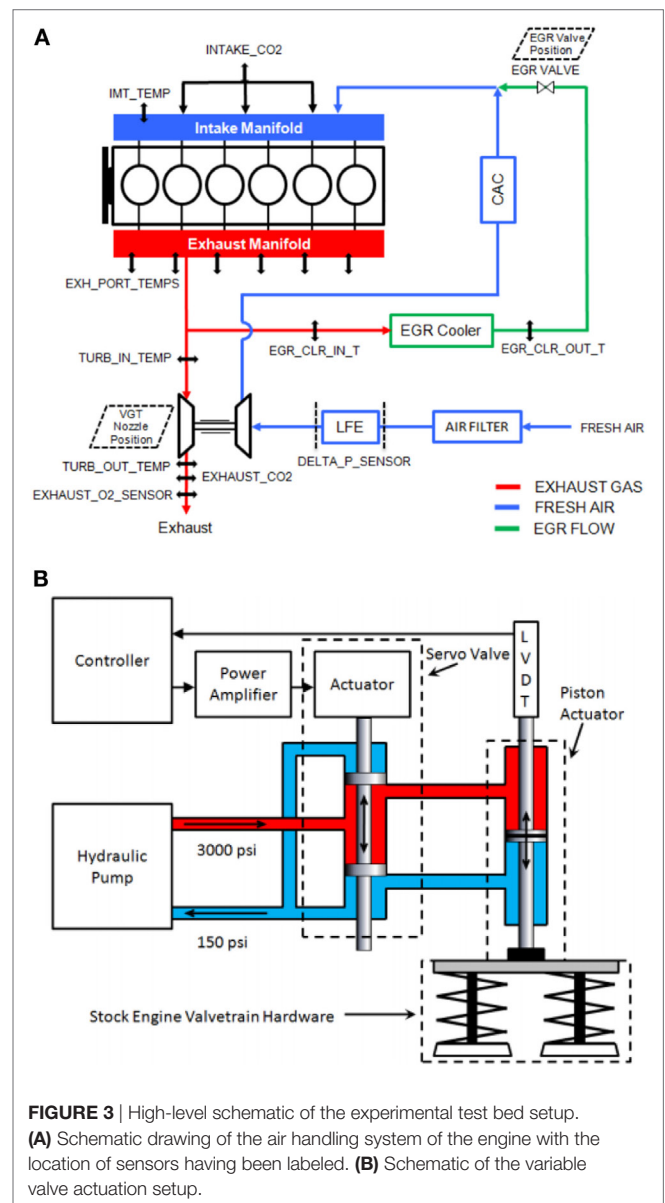 A
INTAKE_CO2
EGR Valve
Position
EGR VALVE
IMT_TEMP
Intake Manifold
CAC
Exhaust Manifold
EXH_PORT_TEMPS
EGR Cooler
EGR_CLR_IN_T
EGR_CLR_OUT_T
TURB_IN_TEMP
VGT
Nozzle
Position
LFE
AIR FILTER
FRESH AIR
DELTA_P_SENSOR
TURB_OUT_TEMP
EXHAUST_CO2
EXHAUST_O2_SENSOR
Exhaust
EXHAUST GAS
FRESH AIR
EGR FLOW
B
Controller
Power
Amplifier
Actuator
Servo Valve
L
V
D
T
Piston
Actuator
Hydraulic
Pump
3000 psi
150 psi
Stock Engine Valvetrain Hardware
FIGURE 3 | High-level schematic of the experimental test bed setup.
(A) Schematic drawing of the air handling system of the engine with the
location of sensors having been labeled. (B) Schematic of the variable
valve actuation setup.